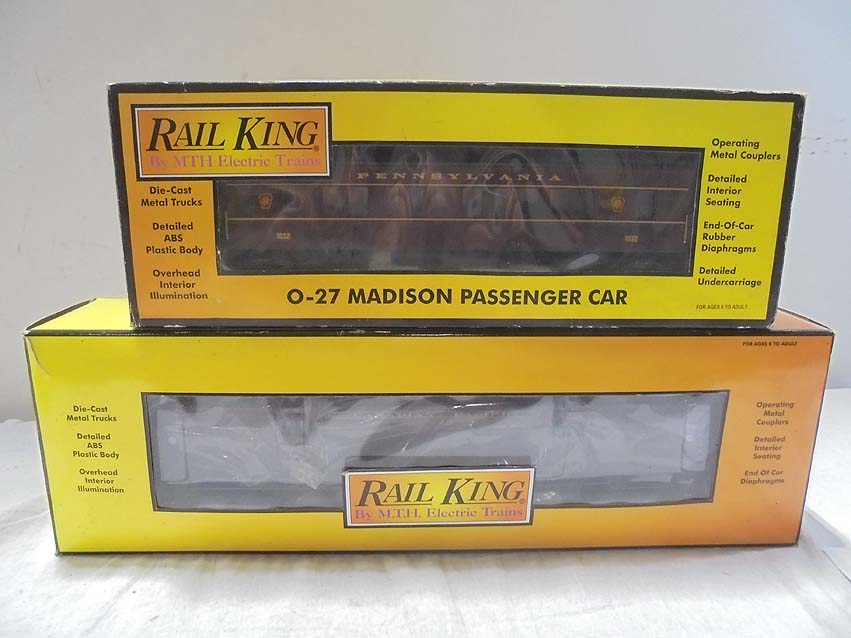 RAIL KING®
By MTH Electric Trains
Die-Cast
Metal Trucks
Detailed
ABS
Plastic Body
Overhead
Interior
Illumination
PENNSYLVANIA
1032
1032
Operating
Metal Couplers
Detailed
Interior
Seating
End-Of-Car
Rubber
Diaphragms
Detailed
Undercarriage
O-27 MADISON PASSENGER CAR
FOR AGES 8 TO ADULT
FOR AGES 8 TO ADULT
Die-Cast
Metal Trucks
Detailed
ABS
Plastic Body
Overhead
Interior
Illumination
Operating
Metal
Couplers
Detailed
Interior
Seating
End Of Car
Diaphragms
RAIL KING®
By M.T.H. Electric Trains